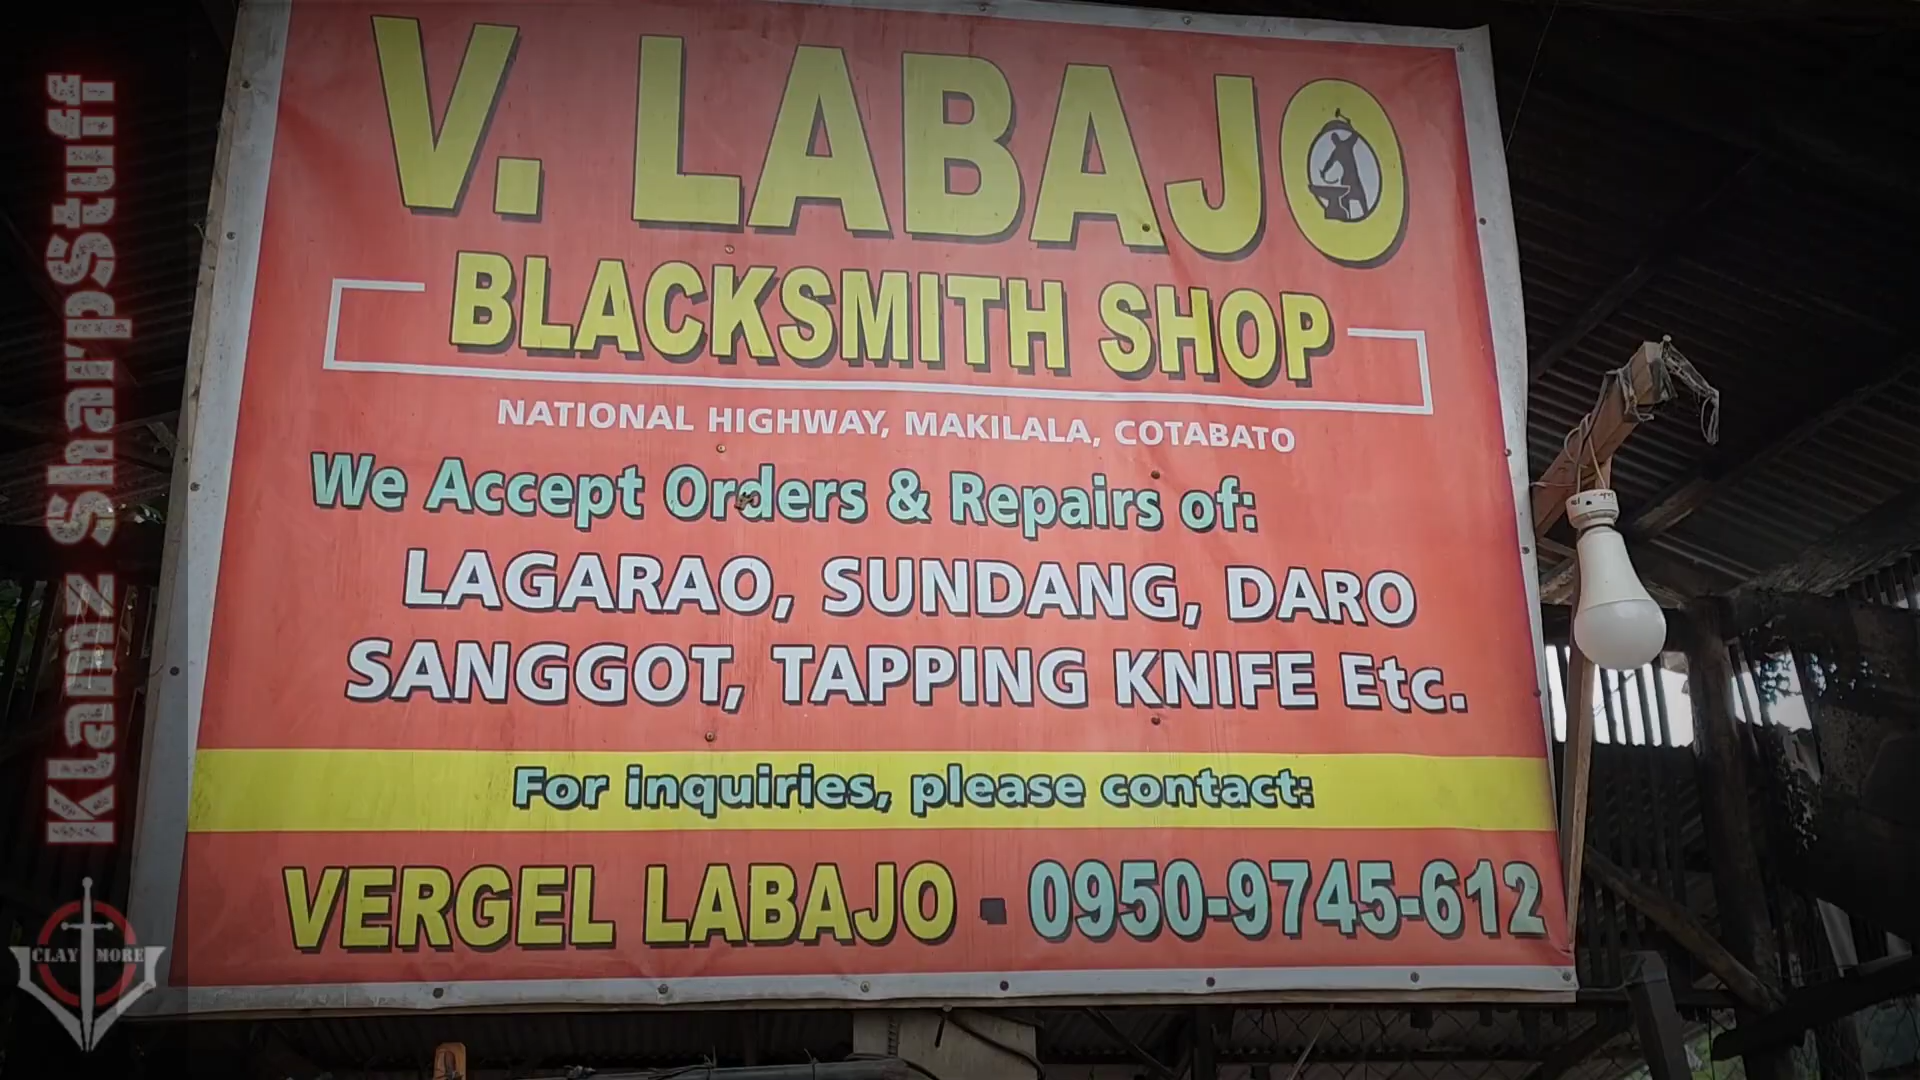 V. LABAJO
BLACKSMITH SHOP
NATIONAL HIGHWAY, MAKILALA, COTABATO
We Accept Orders & Repairs of:
LAGARAO, SUNDANG, DARO
SANGGOT, TAPPING KNIFE Etc.
For inquiries, please contact:
VERGEL LABAJO - 0950-9745-612
Klamz SharpStuff
CLAY MORE